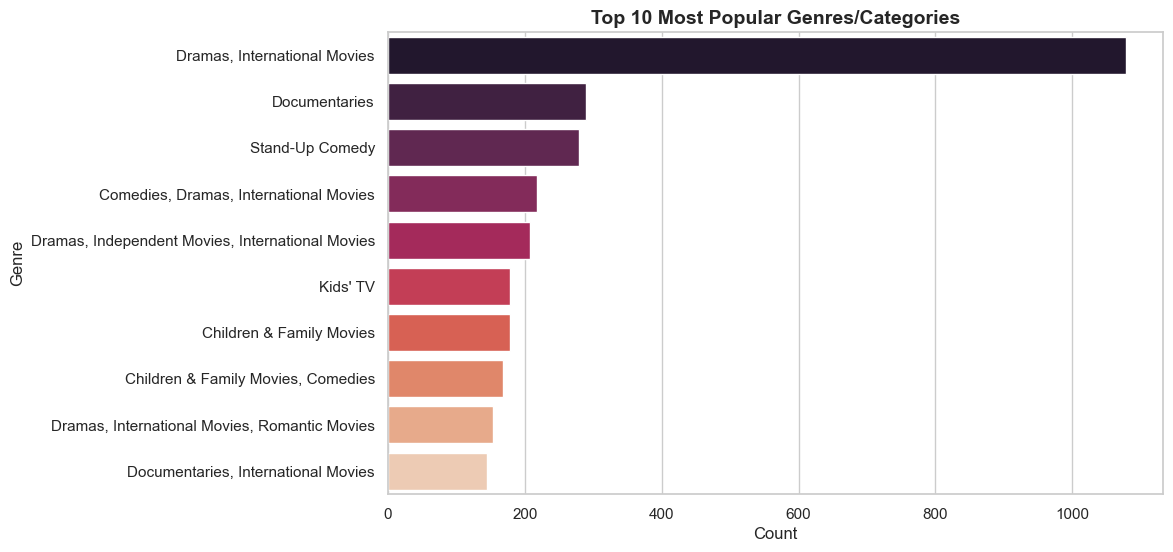 Top 10 Most Popular Genres/Categories
Genre
Dramas, International Movies
Documentaries
Stand-Up Comedy
Comedies, Dramas, International Movies
Dramas, Independent Movies, International Movies
Kids' TV
Children & Family Movies
Children & Family Movies, Comedies
Dramas, International Movies, Romantic Movies
Documentaries, International Movies
0 200 400 600 800 1000
Count